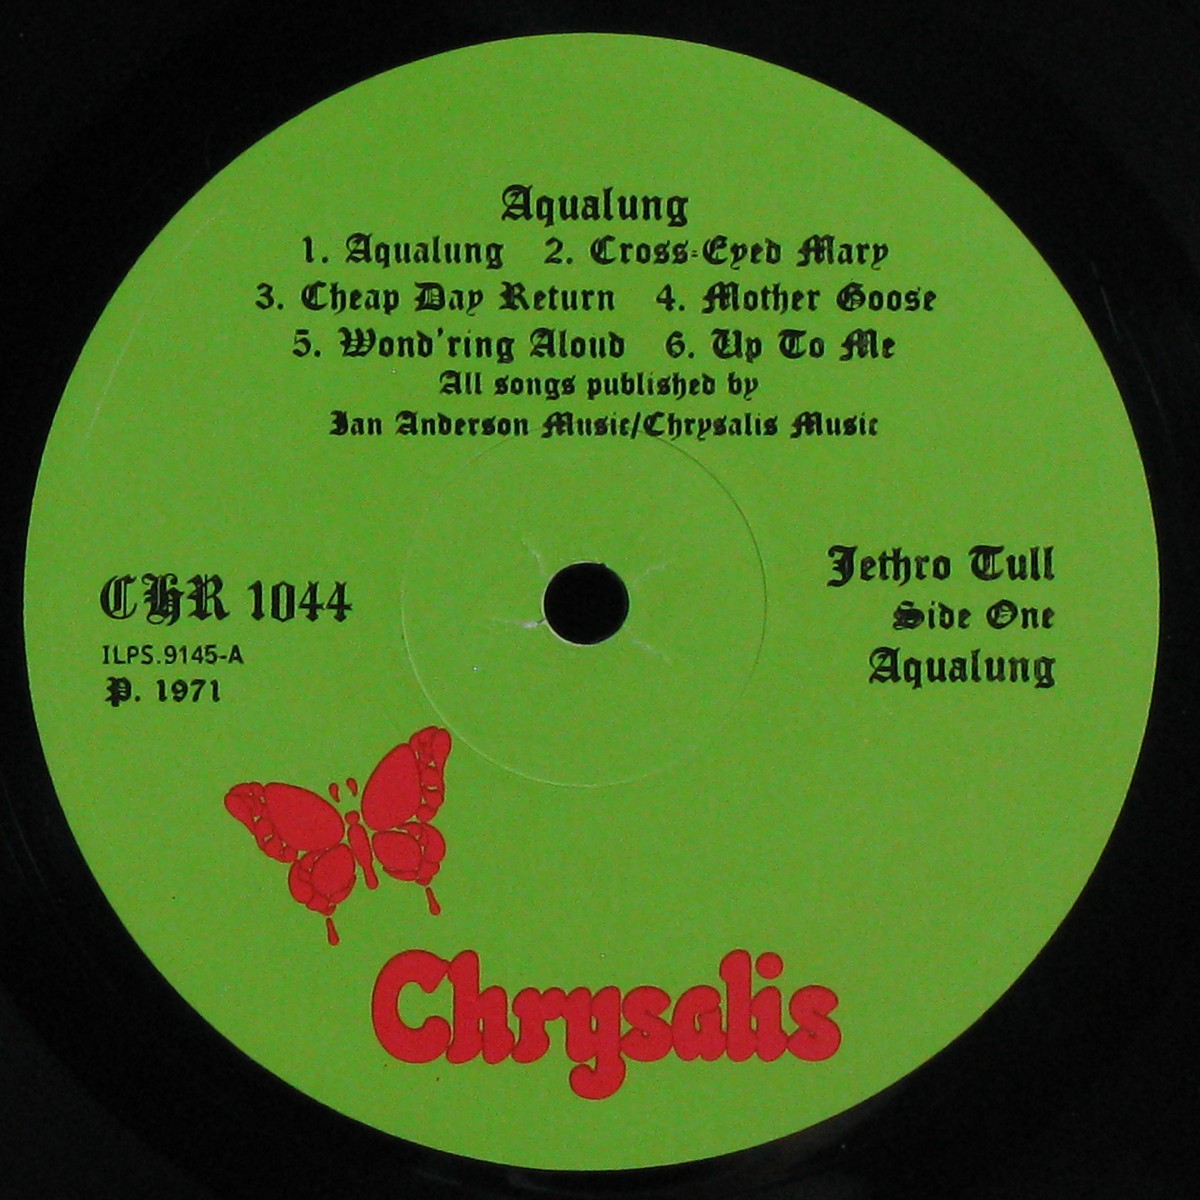 Aqualung
1. Aqualung 2. Cross-Eyed Mary
3. Cheap Day Return 4. Mother Goose
5. Wond'ring Aloud 6. Up To Me
All songs published by
Ian Anderson Music/Chrysalis Music
CHR 1044
ILPS.9145-A
P. 1971
Jethro Tull
Side One
Aqualung
Chrysalis